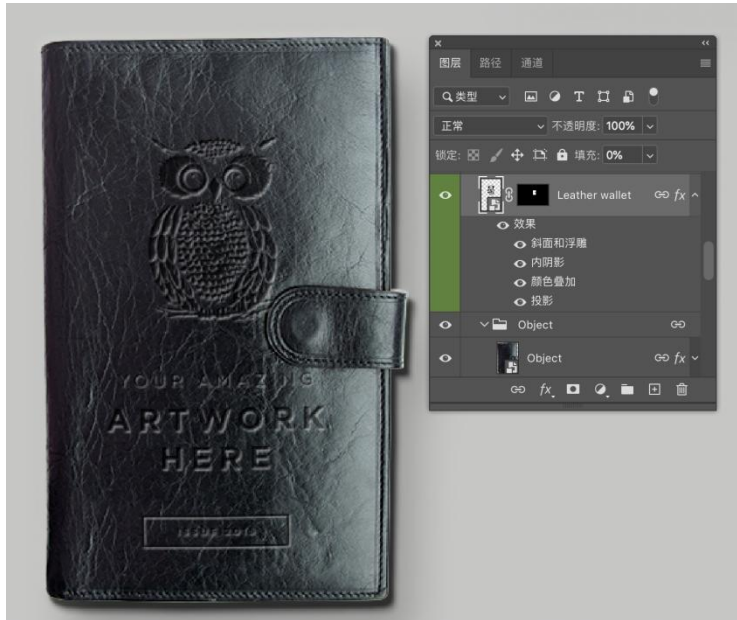 YOUR AMAZING
ARTWORK
HERE
ISSUE 2018
图层 路径 通道
类型
正常 不透明度: 100%
锁定: 填充: 0%
Leather wallet fx
效果
斜面和浮雕
内阴影
颜色叠加
投影
Object
Object fx
fx